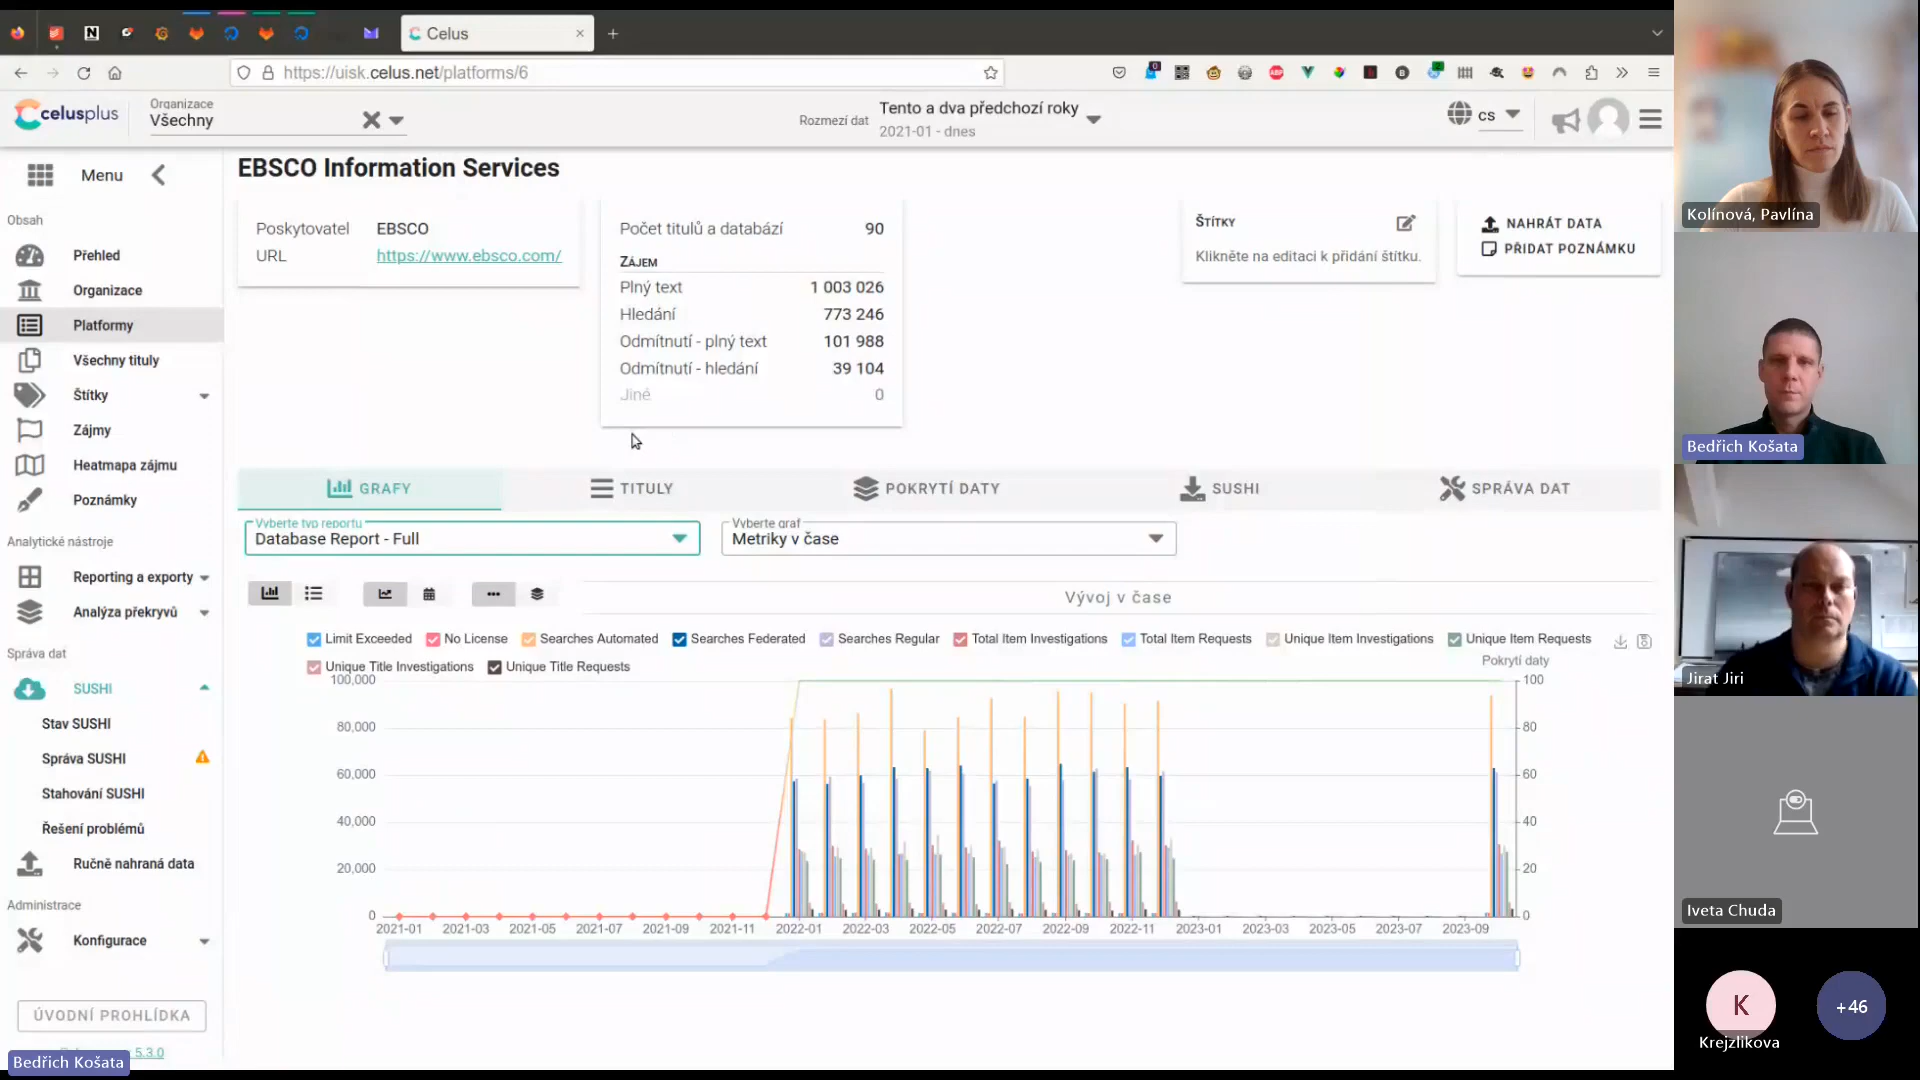 Celus
https://uisk.celus.net/platforms/6
celusplus
Organizace
Všechny
Rozmezí dat
Tento a dva předchozí roky
2021-01 - dnes
cs
Menu
Obsah
Přehled
Organizace
Platformy
Všechny tituly
Štítky
Zájmy
Heatmapa zájmu
Poznámky
Analytické nástroje
Reporting a exporty
Analýza překryvů
Správa dat
SUSHI
Stav SUSHI
Správa SUSHI
Stahování SUSHI
Řešení problémů
Ručně nahraná data
Administrace
Konfigurace
ÚVODNÍ PROHLÍDKA
5.3.0
Bedřich Košata
EBSCO Information Services
Poskytovatel EBSCO
URL https://www.ebsco.com/
Počet titulů a databází 90
ZÁJEM
Plný text 1 003 026
Hledání 773 246
Odmítnutí - plný text 101 988
Odmítnutí - hledání 39 104
Jiné 0
ŠTÍTKY
Klikněte na editaci k přidání štítku.
NAHRÁT DATA
PŘIDAT POZNÁMKU
GRAFY TITULY POKRYTÍ DATY SUSHI SPRÁVA DAT
Vyberte typ reportu
Database Report - Full
Vyberte graf
Metriky v čase
Vývoj v čase
Limit Exceeded No License Searches Automated Searches Federated Searches Regular Total Item Investigations Total Item Requests Unique Item Investigations Unique Item Requests
Unique Title Investigations Unique Title Requests
Pokrytí daty
100,000 100
80,000 80
60,000 60
40,000 40
20,000 20
0 0
2021-01 2021-03 2021-05 2021-07 2021-09 2021-11 2022-01 2022-03 2022-05 2022-07 2022-09 2022-11 2023-01 2023-03 2023-05 2023-07 2023-09
Kolínová, Pavlína
Bedřich Košata
Jirat Jiri
Iveta Chuda
K
Krejzlikova
+46